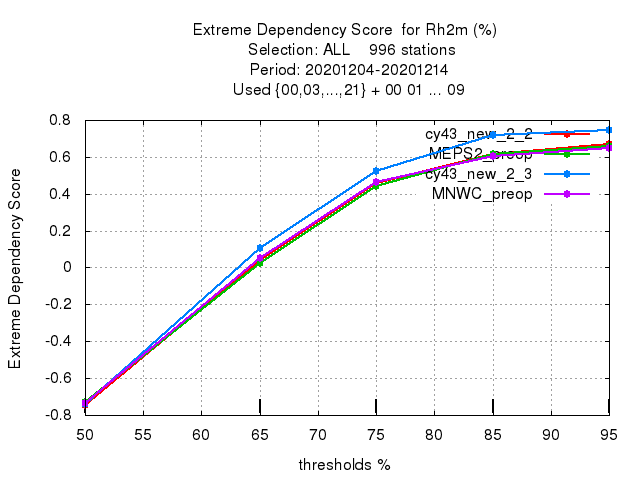 Extreme Dependency Score for Rh2m (%)
Selection: ALL 996 stations
Period: 20201204-20201214
Used {00,03,...,21} + 00 01 ... 09
Extreme Dependency Score
0.8
0.6
0.4
0.2
0
-0.2
-0.4
-0.6
-0.8
cy43_new_2_2
MEPS2_preop
cy43_new_2_3
MNWC_preop
50 55 60 65 70 75 80 85 90 95
thresholds %